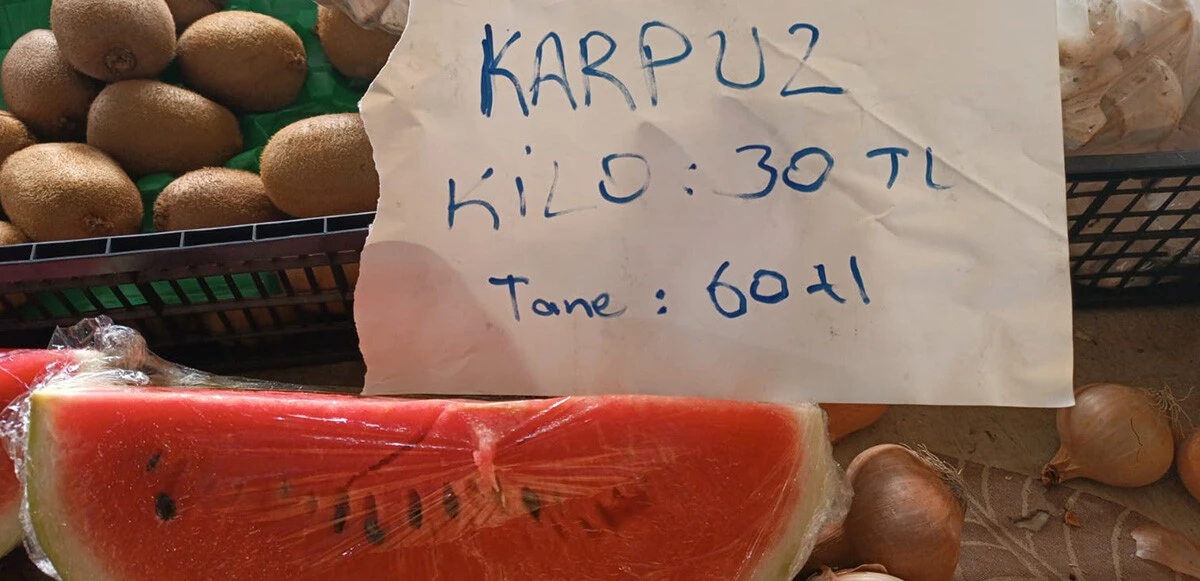 KARPUZ
KİLO : 30 TL
Tane : 60 tl